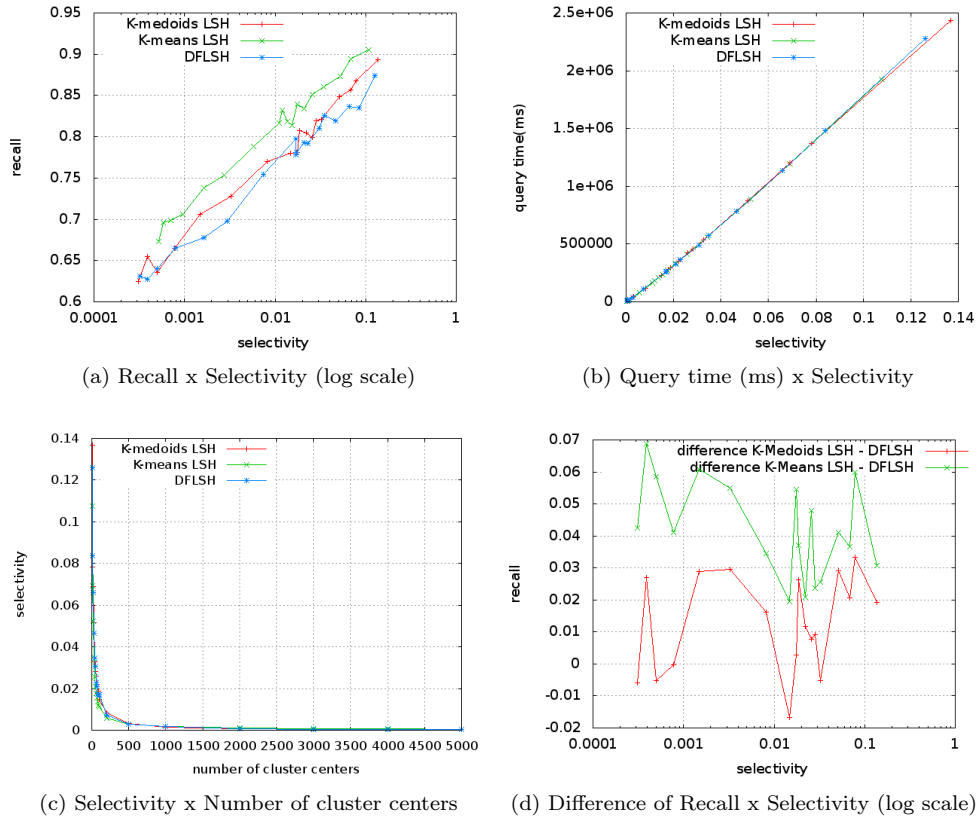 0.95
0.9
0.85
0.8
0.75
0.7
0.65
0.6
recall
K-medoids LSH
K-means LSH
DFLSH
0.0001
0.001
0.01
0.1
1
selectivity
(a) Recall x Selectivity (log scale)
2.5e+06
2e+06
1.5e+06
1e+06
500000
0
query time(ms)
K-medoids LSH
K-means LSH
DFLSH
0
0.02
0.04
0.06
0.08
0.1
0.12
0.14
selectivity
(b) Query time (ms) x Selectivity
0.14
0.12
0.1
0.08
0.06
0.04
0.02
0
selectivity
K-medoids LSH
K-means LSH
DFLSH
0
500
1000
1500
2000
2500
3000
3500
4000
4500
5000
number of cluster centers
(c) Selectivity x Number of cluster centers
0.07
0.06
0.05
0.04
0.03
0.02
0.01
0
-0.01
-0.02
recall
difference K-Medoids LSH - DFLSH
difference K-Means LSH - DFLSH
0.0001
0.001
0.01
0.1
1
selectivity
(d) Difference of Recall x Selectivity (log scale)